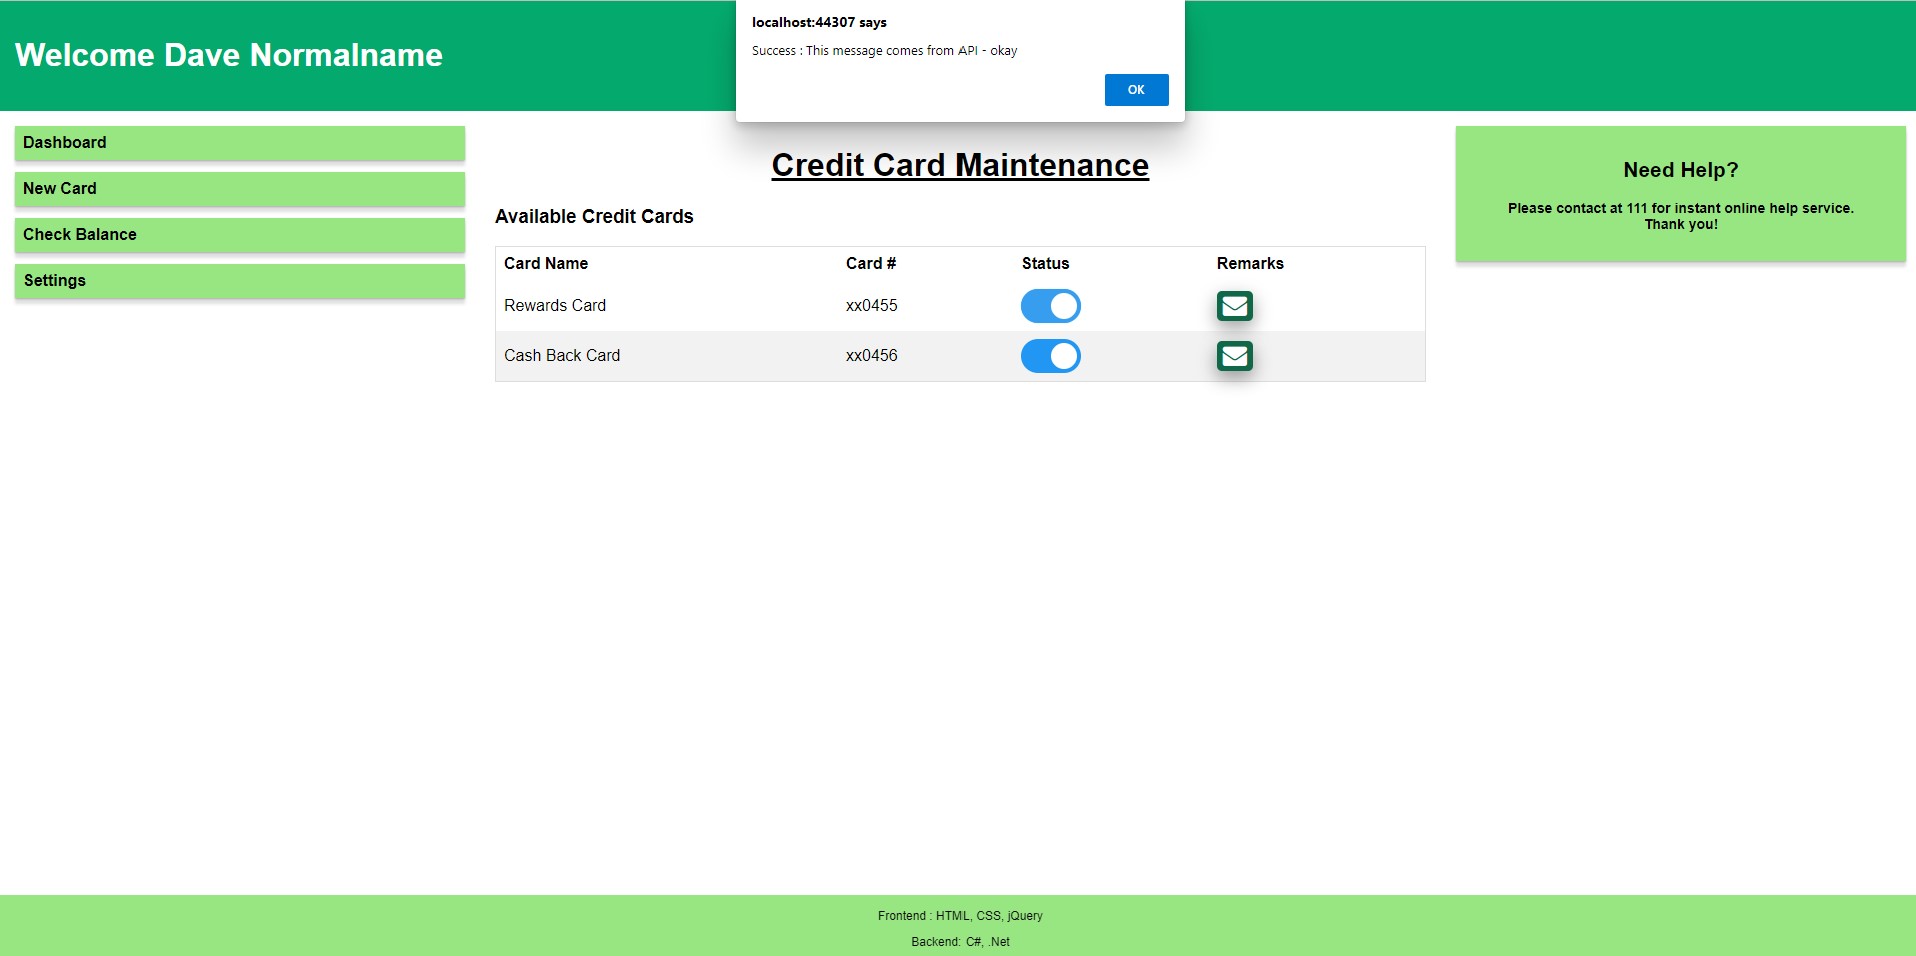 localhost:44307 says
Success : This message comes from API - okay
OK
Welcome Dave Normalname
Dashboard
New Card
Check Balance
Settings
Credit Card Maintenance
Available Credit Cards
Card Name Card # Status Remarks
Rewards Card xx0455
Cash Back Card xx0456
Need Help?
Please contact at 111 for instant online help service.
Thank you!
Frontend : HTML, CSS, jQuery
Backend: C#, .Net